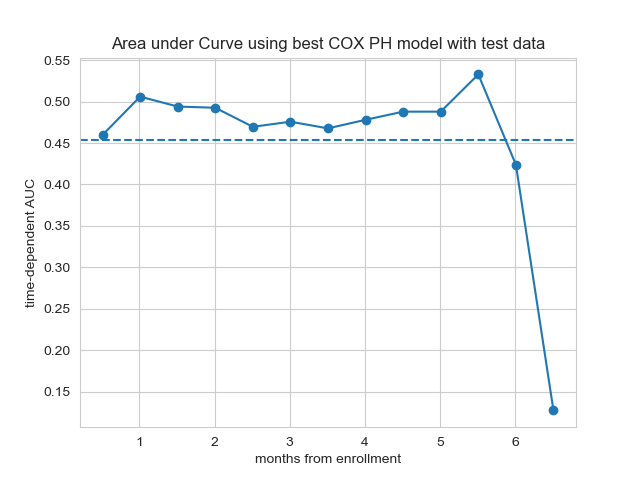 Area under Curve using best COX PH model with test data
time-dependent AUC
0.55
0.50
0.45
0.40
0.35
0.30
0.25
0.20
0.15
1 2 3 4 5 6
months from enrollment